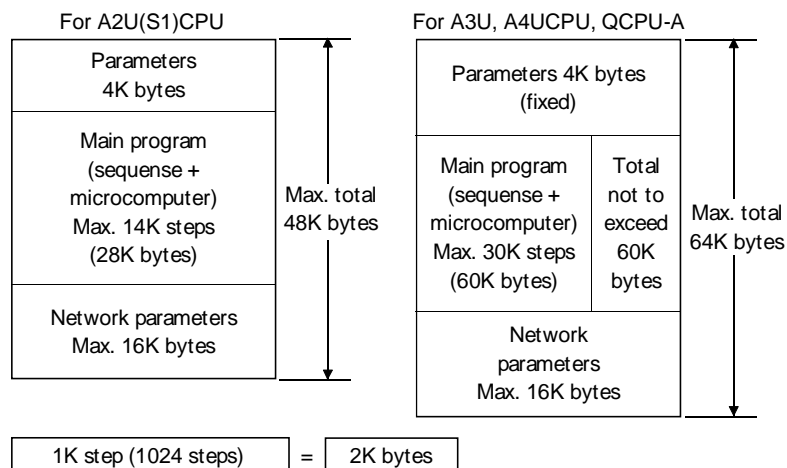 For A2U(S1)CPU
Parameters
4K bytes
Main program
(sequense +
microcomputer)
Max. 14K steps
(28K bytes)
Network parameters
Max. 16K bytes
Max. total
48K bytes
For A3U, A4UCPU, QCPU-A
Parameters 4K bytes
(fixed)
Main program
(sequense +
microcomputer)
Max. 30K steps
(60K bytes)
Total
not to
exceed
60K
bytes
Network
parameters
Max. 16K bytes
Max. total
64K bytes
1K step (1024 steps) = 2K bytes